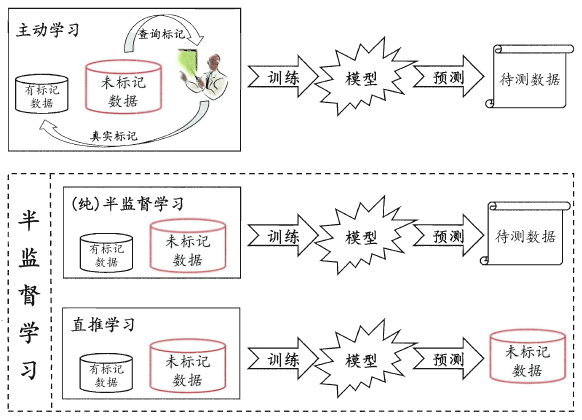 主动学习
查询标记
有标记
数据
未标记
数据
真实标记
训练
模型
预测
待测数据
半监督学习
(纯)半监督学习
有标记
数据
未标记
数据
训练
模型
预测
待测数据
直推学习
有标记
数据
未标记
数据
训练
模型
预测
未标记
数据